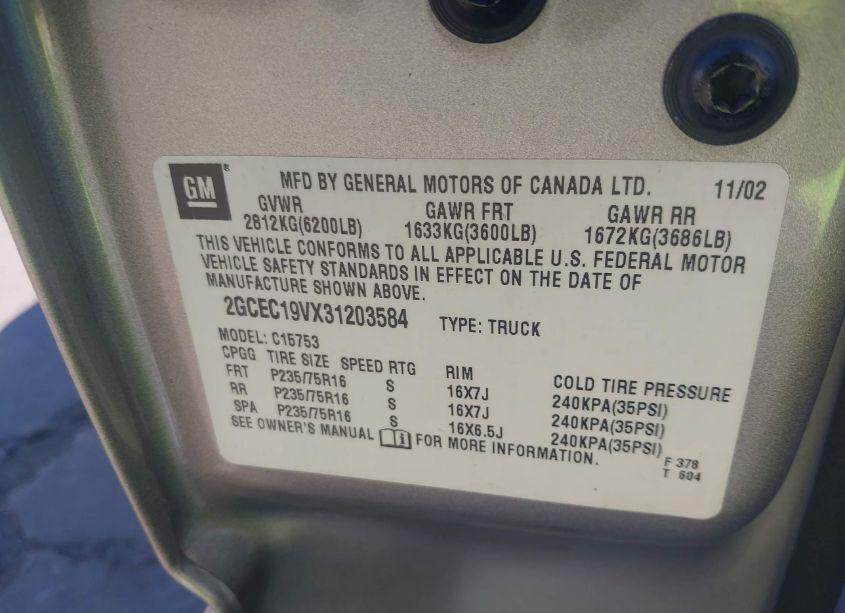 GM® MFD BY GENERAL MOTORS OF CANADA LTD. 11/02
GVWR GAWR FRT GAWR RR
2812KG(6200LB) 1633KG(3600LB) 1672KG(3686LB)
THIS VEHICLE CONFORMS TO ALL APPLICABLE U.S. FEDERAL MOTOR
VEHICLE SAFETY STANDARDS IN EFFECT ON THE DATE OF
MANUFACTURE SHOWN ABOVE.
2GCEC19VX31203584 TYPE: TRUCK
MODEL: C15753
CPGG TIRE SIZE SPEED RTG RIM COLD TIRE PRESSURE
FRT P235/75R16 S 16X7J 240KPA(35PSI)
RR P235/75R16 S 16X7J 240KPA(35PSI)
SPA P235/75R16 S 16X6.5J 240KPA(35PSI)
SEE OWNER'S MANUAL FOR MORE INFORMATION.
F 378
T 604